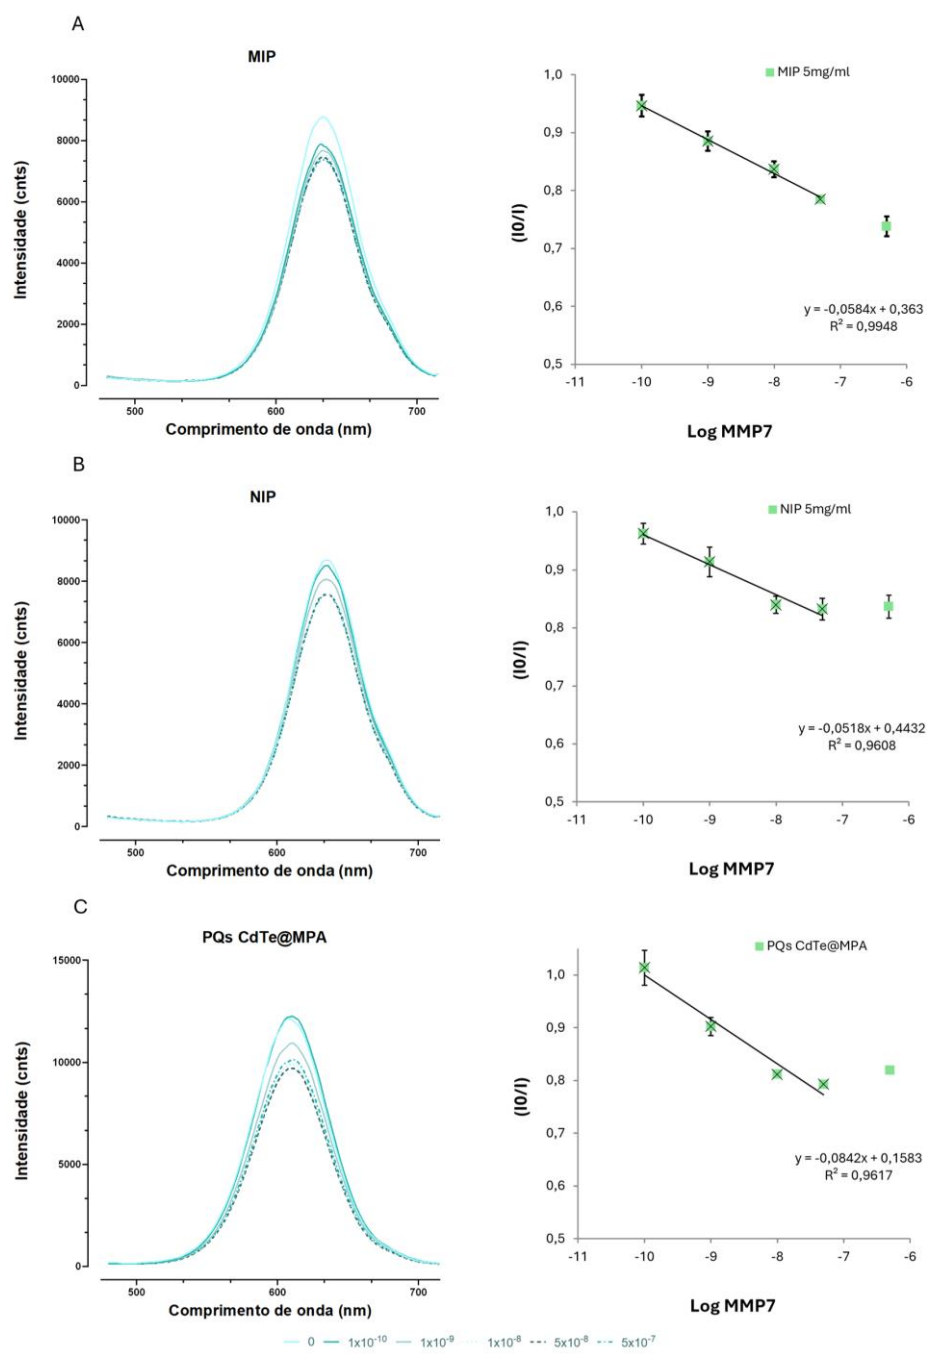 A
MIP
10000
8000
6000
4000
2000
0
Intensidade (cnts)
500
600
700
Comprimento de onda (nm)
MIP 5mg/ml
1,0
0,9
0,8
0,7
0,6
0,5
(I0/I)
y = -0,0584x + 0,363
R² = 0,9948
-11
-10
-9
-8
-7
-6
Log MMP7
B
NIP
10000
8000
6000
4000
2000
0
Intensidade (cnts)
500
600
700
Comprimento de onda (nm)
NIP 5mg/ml
1,0
0,9
0,8
0,7
0,6
0,5
(I0/I)
y = -0,0518x + 0,4432
R² = 0,9608
-11
-10
-9
-8
-7
-6
Log MMP7
C
PQs CdTe@MPA
15000
10000
5000
0
Intensidade (cnts)
500
600
700
Comprimento de onda (nm)
PQs CdTe@MPA
1,0
0,9
0,8
0,7
0,6
0,5
(I0/I)
y = -0,0842x + 0,1583
R² = 0,9617
-11
-10
-9
-8
-7
-6
Log MMP7
0 1x10⁻¹⁰ 1x10⁻⁹ 1x10⁻⁸ 5x10⁻⁸ 5x10⁻⁷